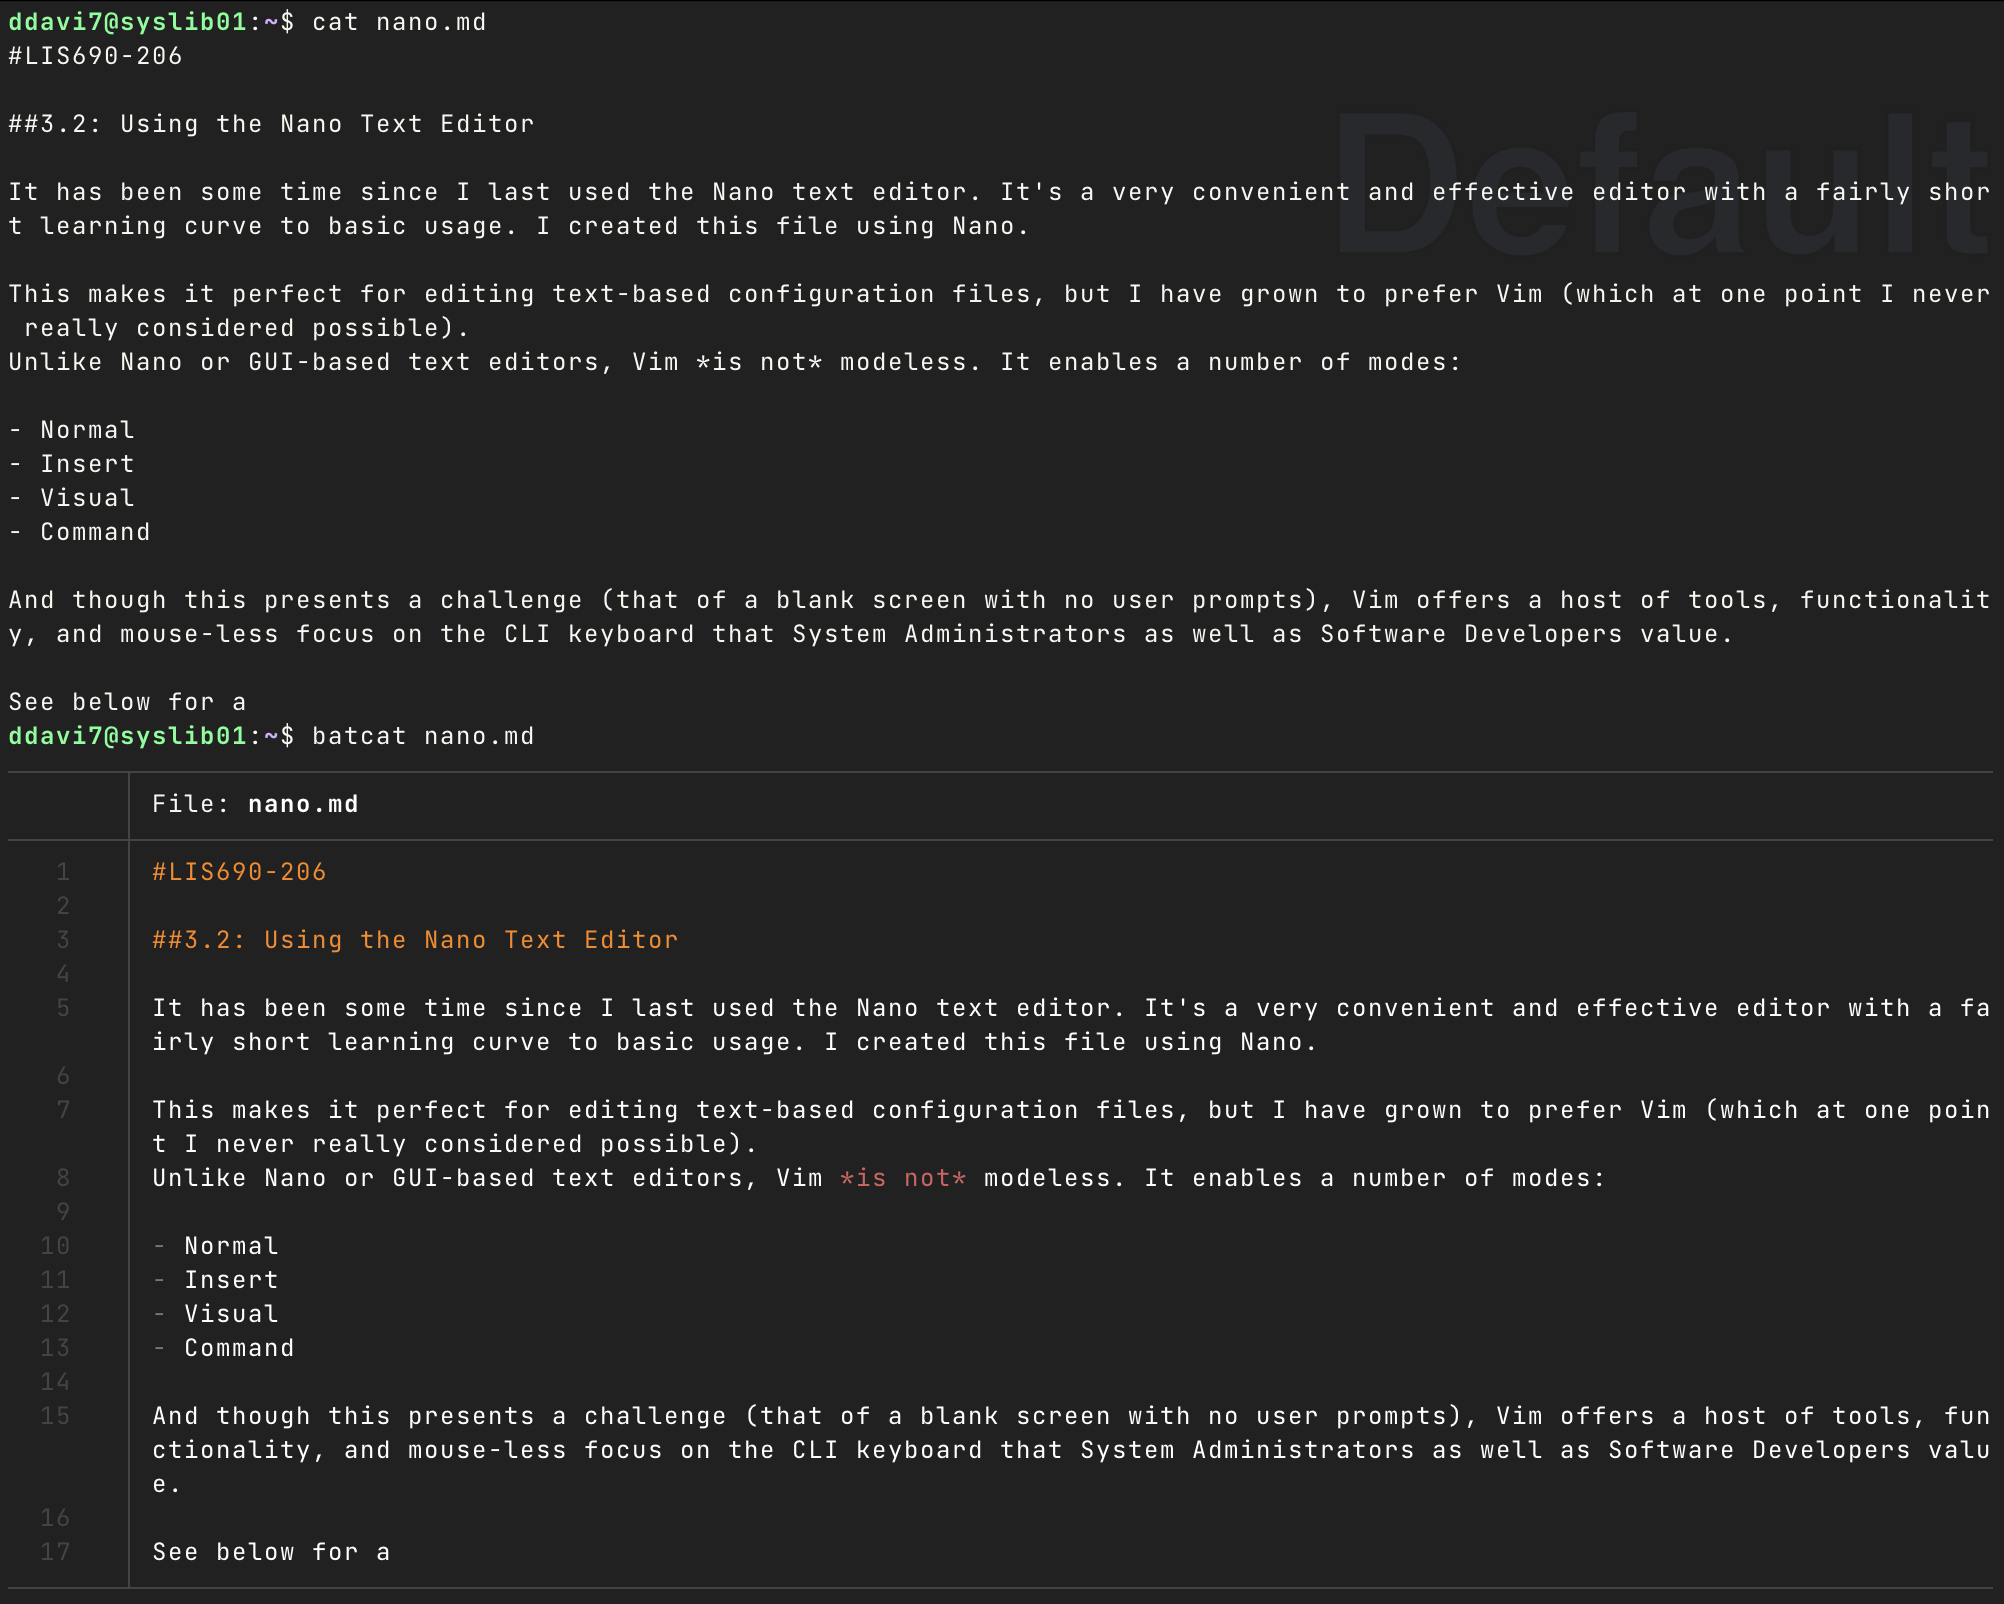 ddavi7@syslib01:~$ cat nano.md
#LIS690-206
##3.2: Using the Nano Text Editor
Default
It has been some time since I last used the Nano text editor. It's a very convenient and effective editor with a fairly shor
t learning curve to basic usage. I created this file using Nano.
This makes it perfect for editing text-based configuration files, but I have grown to prefer Vim (which at one point I never
 really considered possible).
Unlike Nano or GUI-based text editors, Vim *is not* modeless. It enables a number of modes:
- Normal
- Insert
- Visual
- Command
And though this presents a challenge (that of a blank screen with no user prompts), Vim offers a host of tools, functionalit
y, and mouse-less focus on the CLI keyboard that System Administrators as well as Software Developers value.
See below for a
ddavi7@syslib01:~$ batcat nano.md
File: nano.md
1 #LIS690-206
2
3 ##3.2: Using the Nano Text Editor
4
5 It has been some time since I last used the Nano text editor. It's a very convenient and effective editor with a fa
irly short learning curve to basic usage. I created this file using Nano.
6
7 This makes it perfect for editing text-based configuration files, but I have grown to prefer Vim (which at one poin
t I never really considered possible).
8 Unlike Nano or GUI-based text editors, Vim *is not* modeless. It enables a number of modes:
9
10 - Normal
11 - Insert
12 - Visual
13 - Command
14
15 And though this presents a challenge (that of a blank screen with no user prompts), Vim offers a host of tools, fun
ctionality, and mouse-less focus on the CLI keyboard that System Administrators as well as Software Developers valu
e.
16
17 See below for a